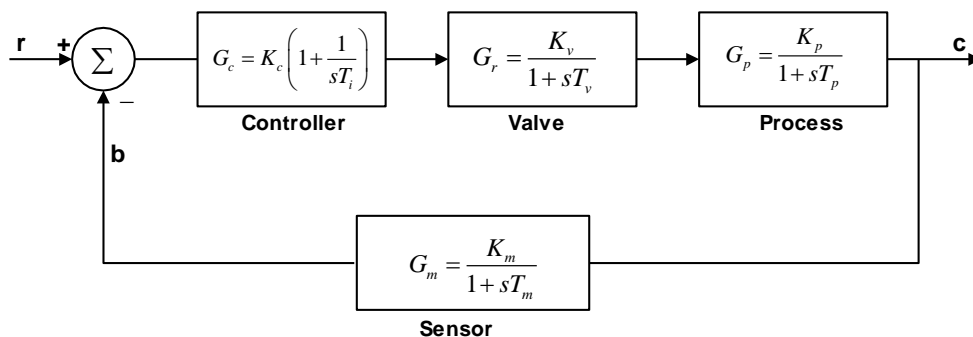 r
+
Σ
−
b
G_c = K_c(1 + 1/(sT_i))
Controller
G_r = K_v/(1 + sT_v)
Valve
G_p = K_p/(1 + sT_p)
Process
c
G_m = K_m/(1 + sT_m)
Sensor